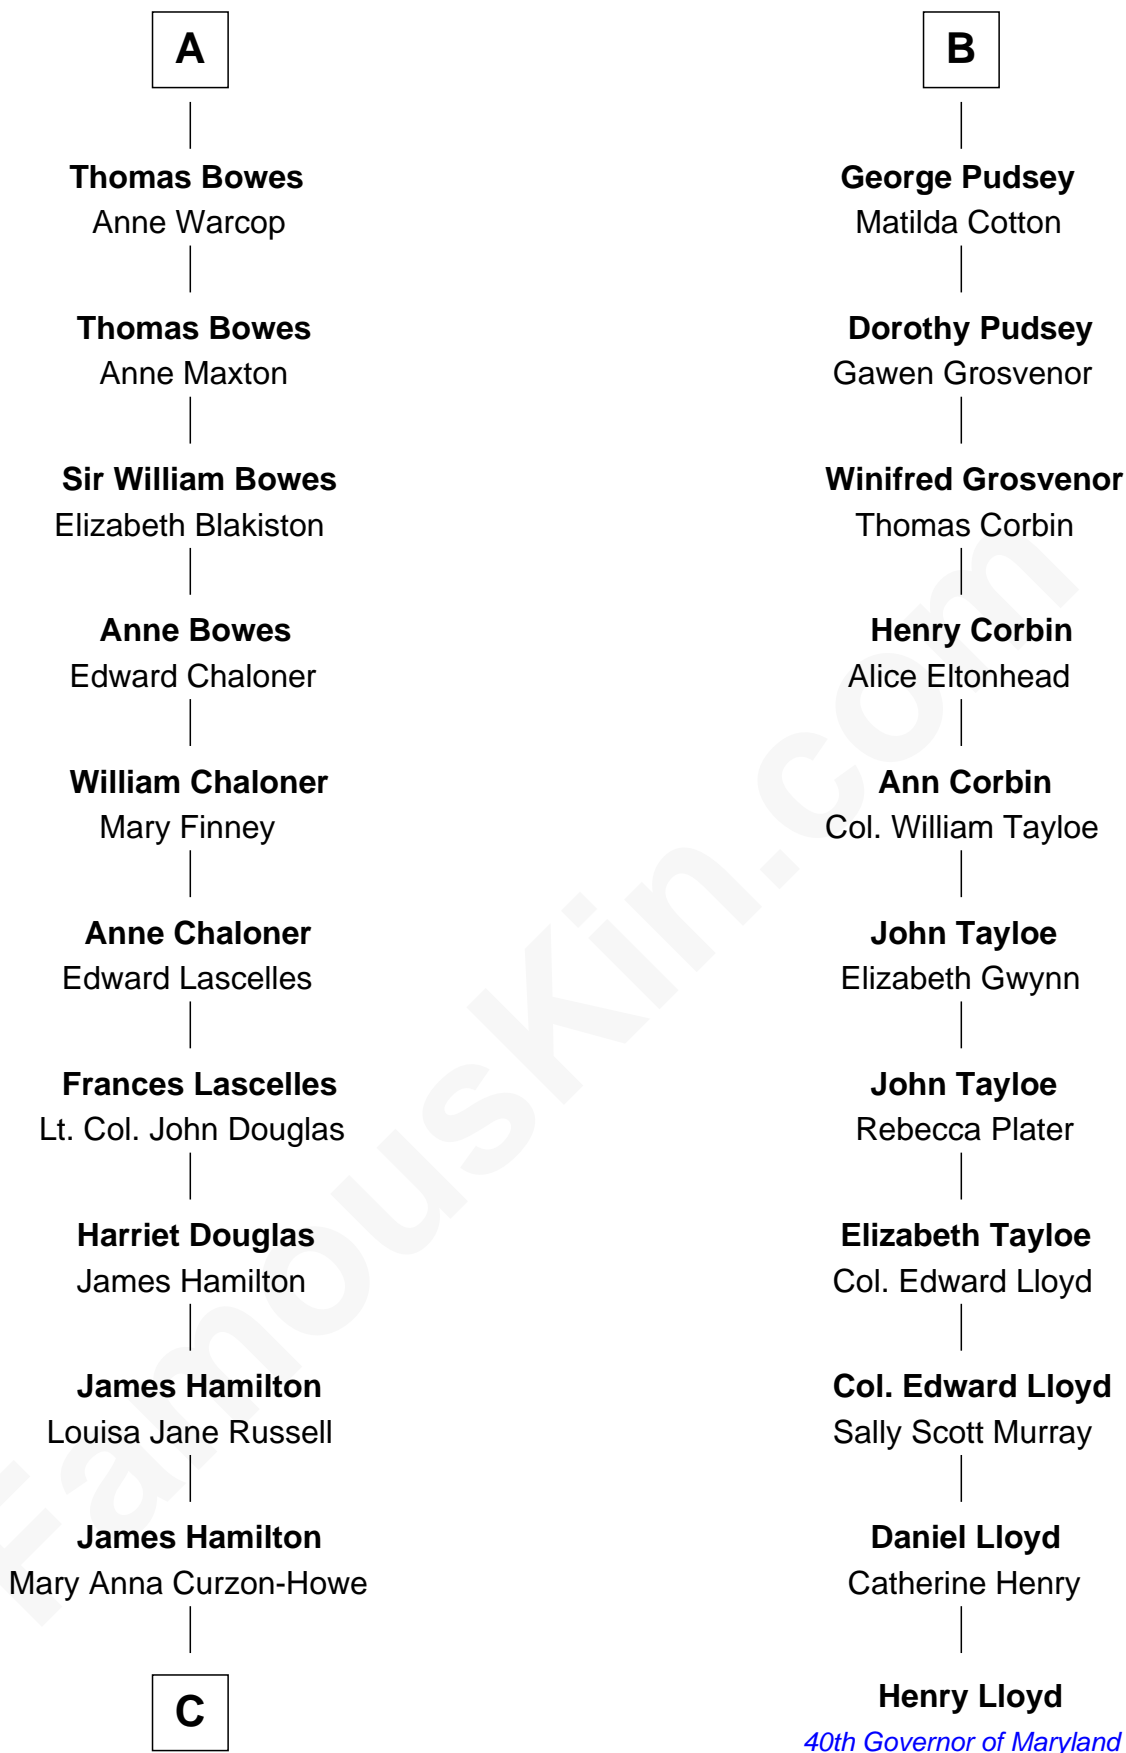 A
Thomas Bowes
Anne Warcop
Thomas Bowes
Anne Maxton
Sir William Bowes
Elizabeth Blakiston
Anne Bowes
Edward Chaloner
William Chaloner
Mary Finney
Anne Chaloner
Edward Lascelles
Frances Lascelles
Lt. Col. John Douglas
Harriet Douglas
James Hamilton
James Hamilton
Louisa Jane Russell
James Hamilton
Mary Anna Curzon-Howe
C
B
George Pudsey
Matilda Cotton
Dorothy Pudsey
Gawen Grosvenor
Winifred Grosvenor
Thomas Corbin
Henry Corbin
Alice Eltonhead
Ann Corbin
Col. William Tayloe
John Tayloe
Elizabeth Gwynn
John Tayloe
Rebecca Plater
Elizabeth Tayloe
Col. Edward Lloyd
Col. Edward Lloyd
Sally Scott Murray
Daniel Lloyd
Catherine Henry
Henry Lloyd
40th Governor of Maryland
FamousKin.com